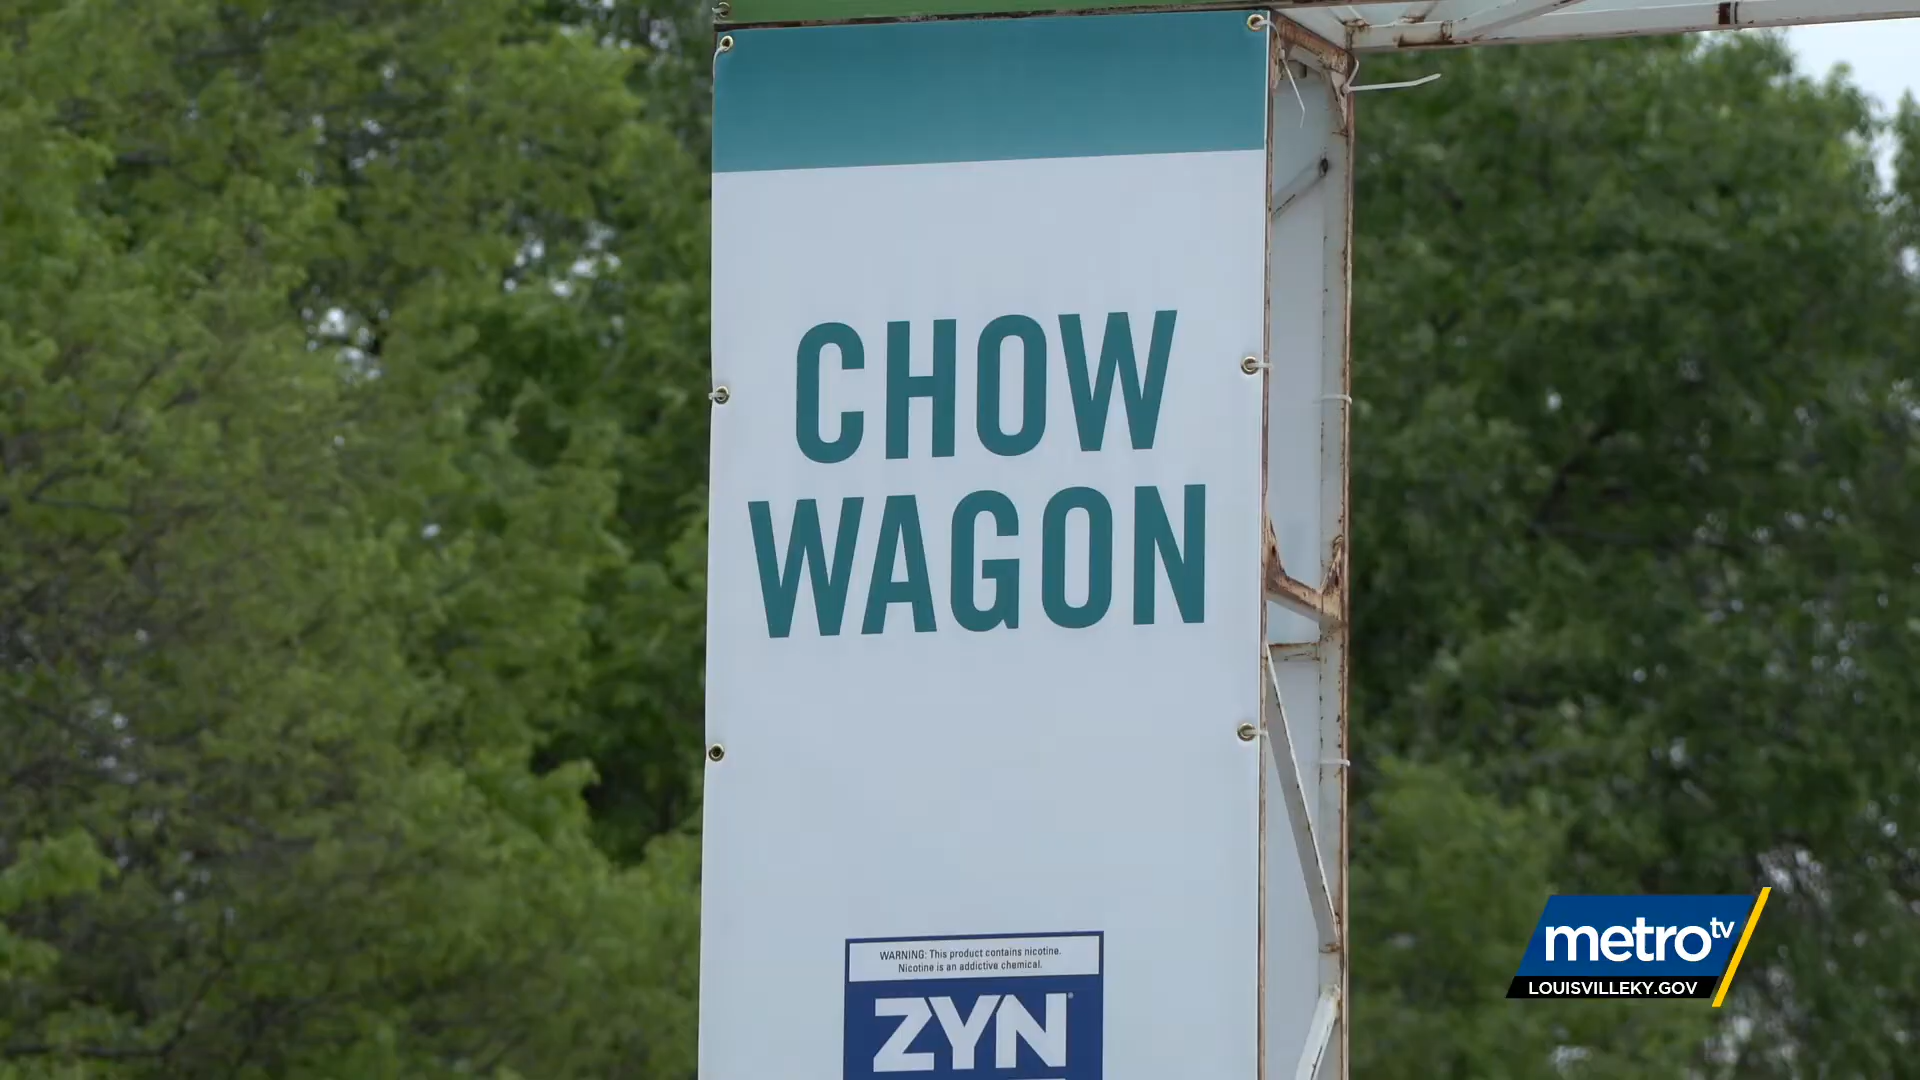 CHOW
WAGON
WARNING: This product contains nicotine.
Nicotine is an addictive chemical.
ZYN®
metro tv
LOUISVILLEKY.GOV